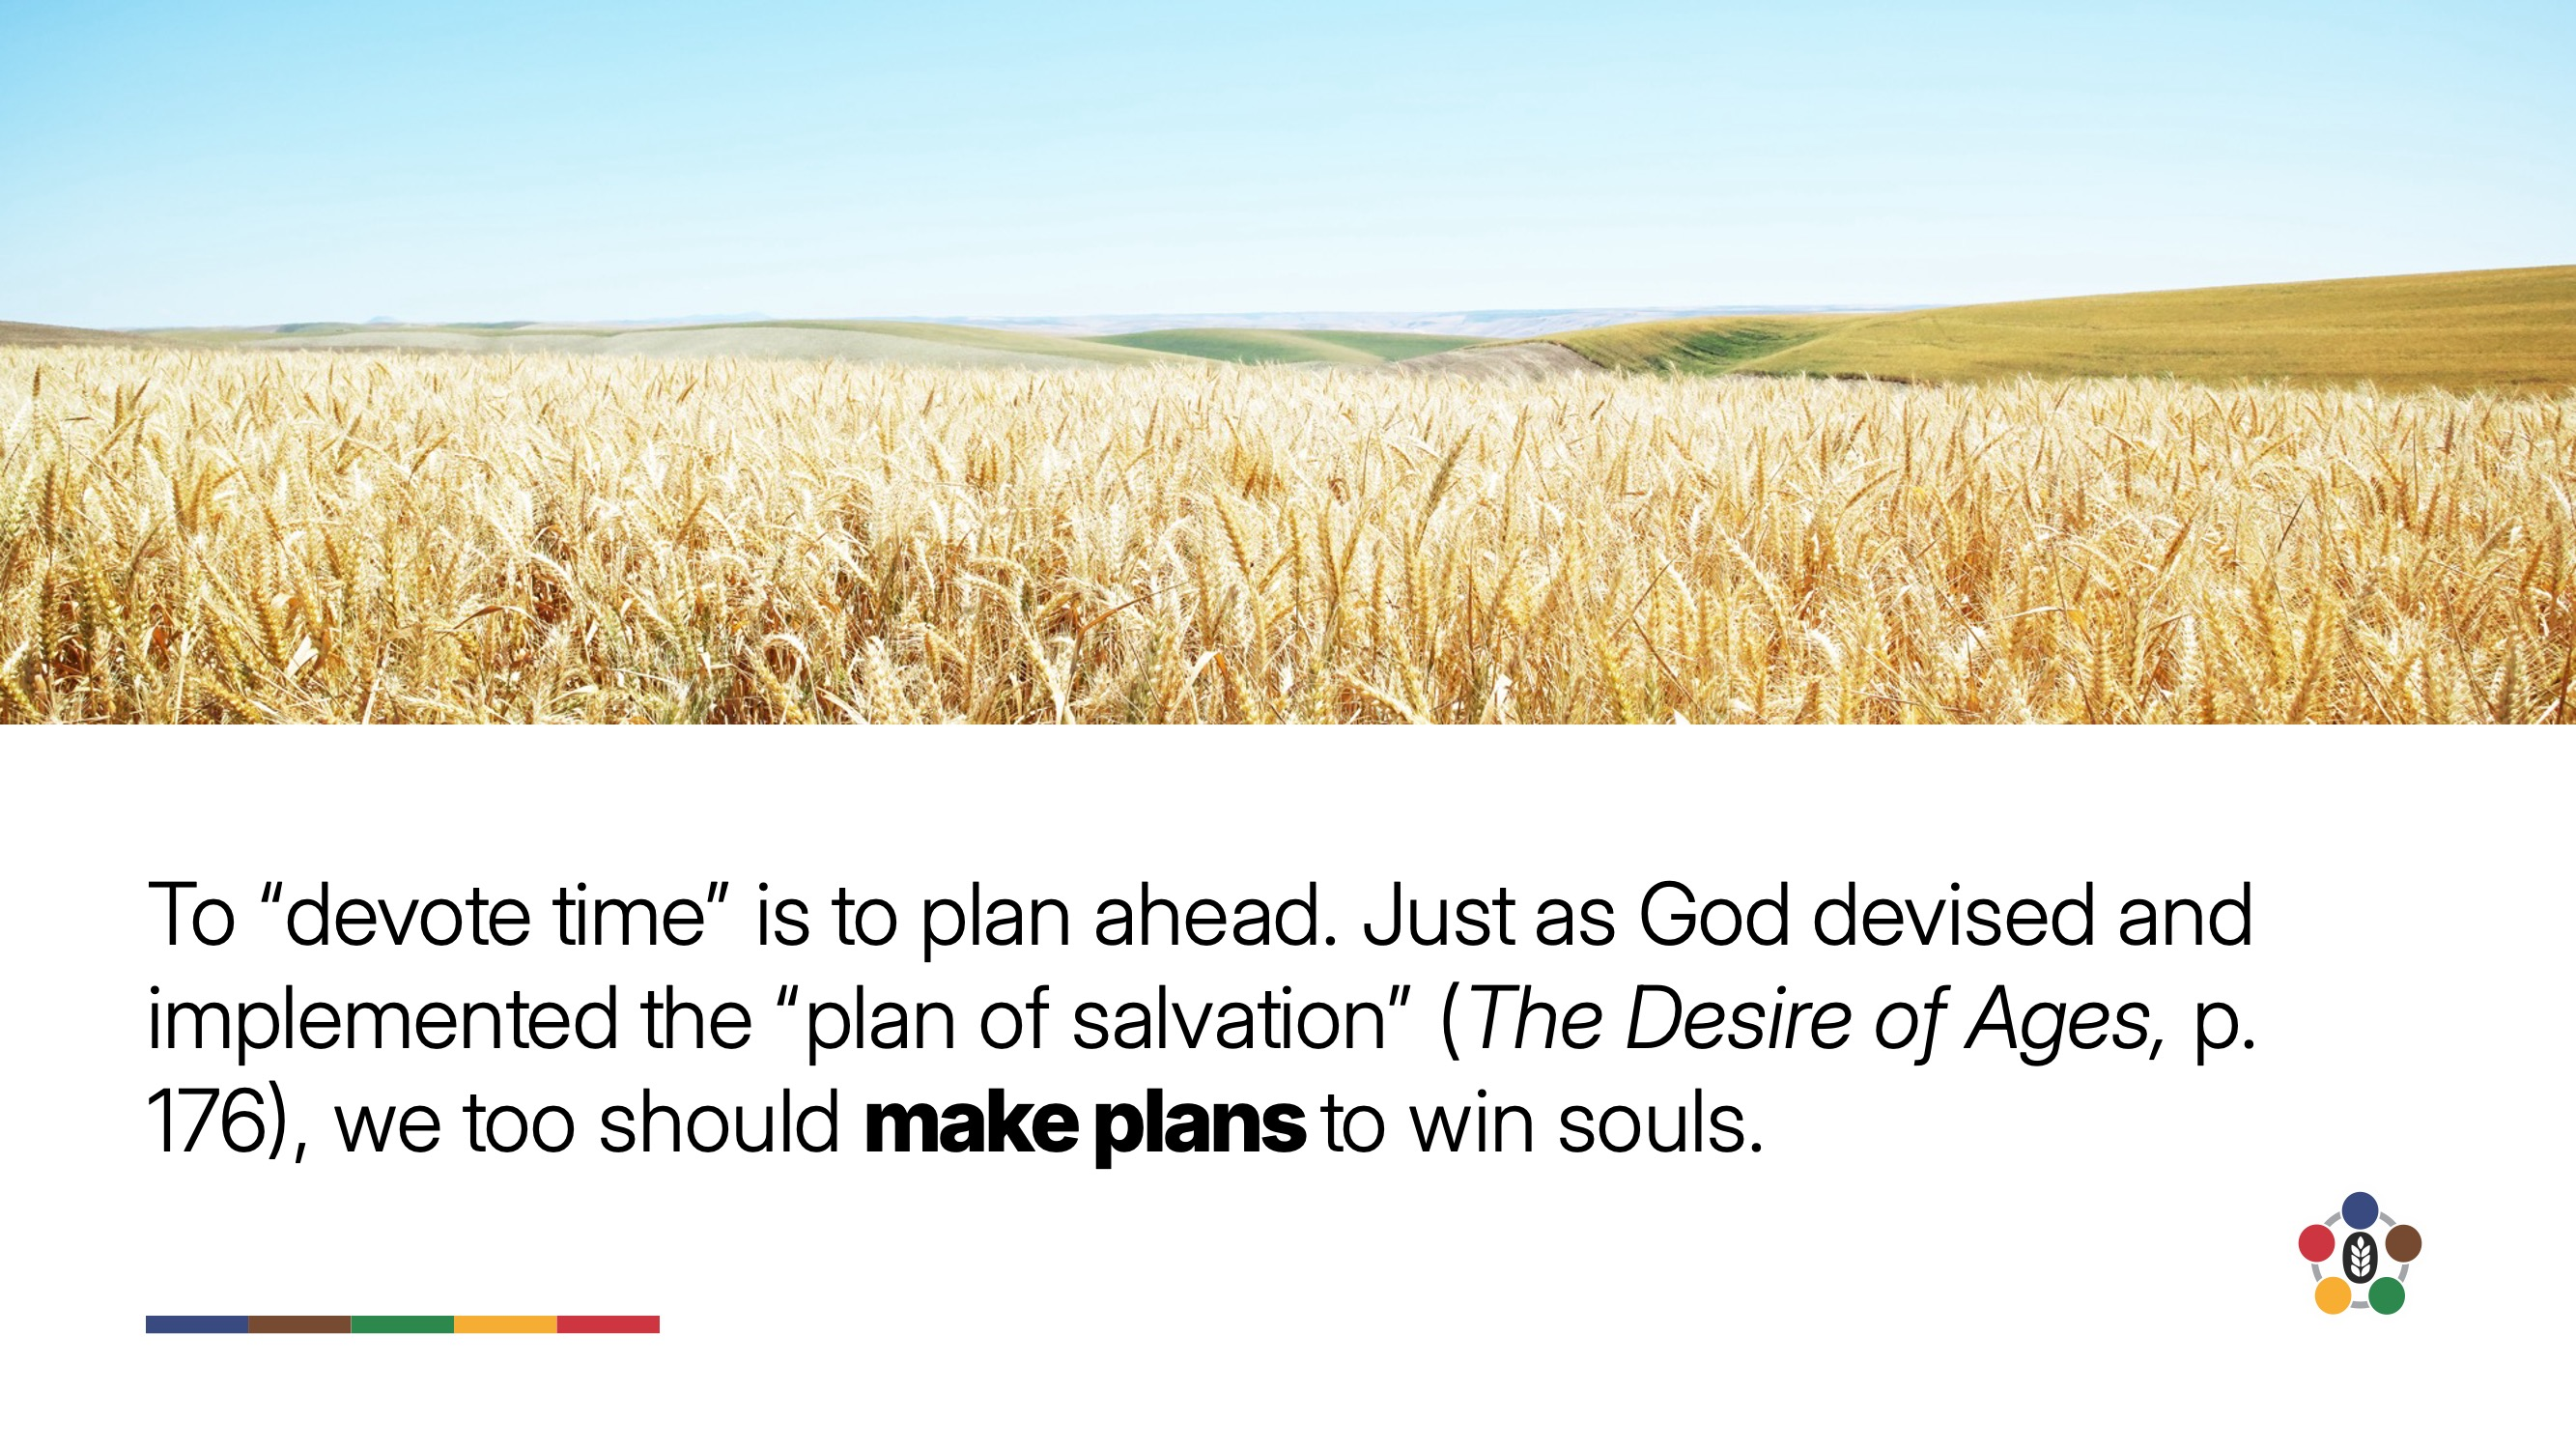 To “devote time” is to plan ahead. Just as God devised and
implemented the “plan of salvation” (The Desire of Ages, p.
176), we too should make plans to win souls.